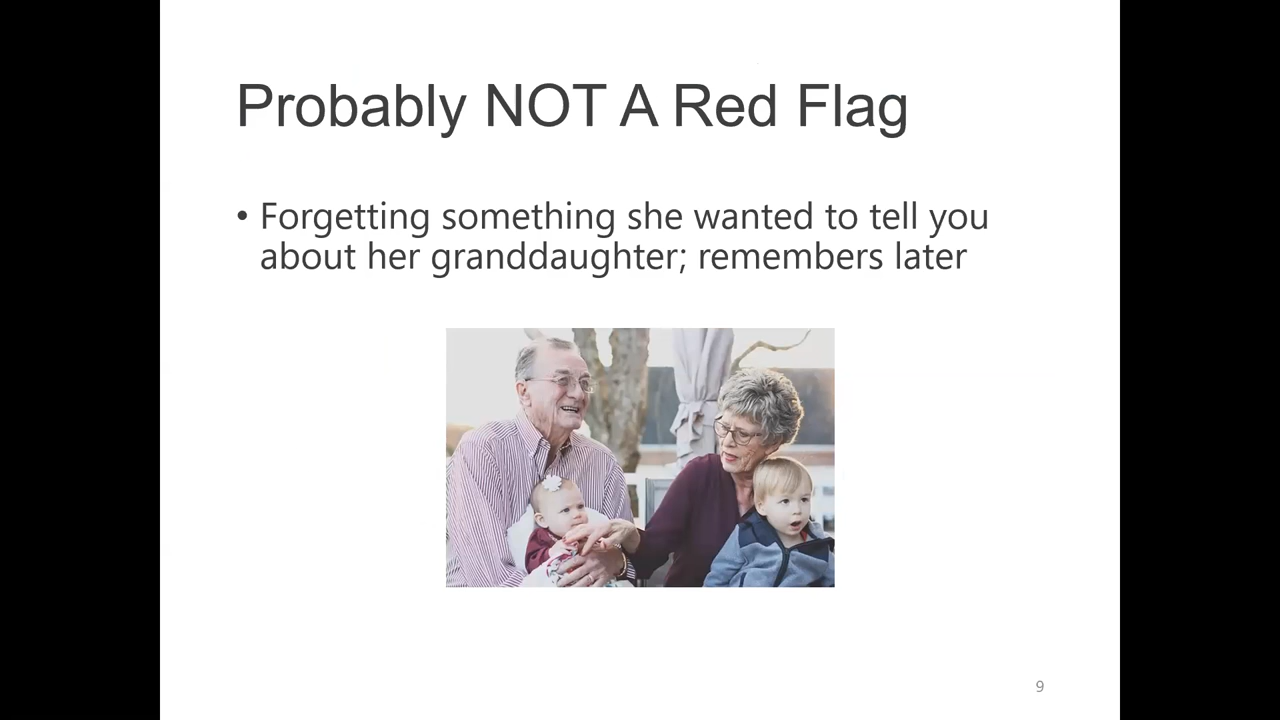 Probably NOT A Red Flag
• Forgetting something she wanted to tell you
about her granddaughter; remembers later
9